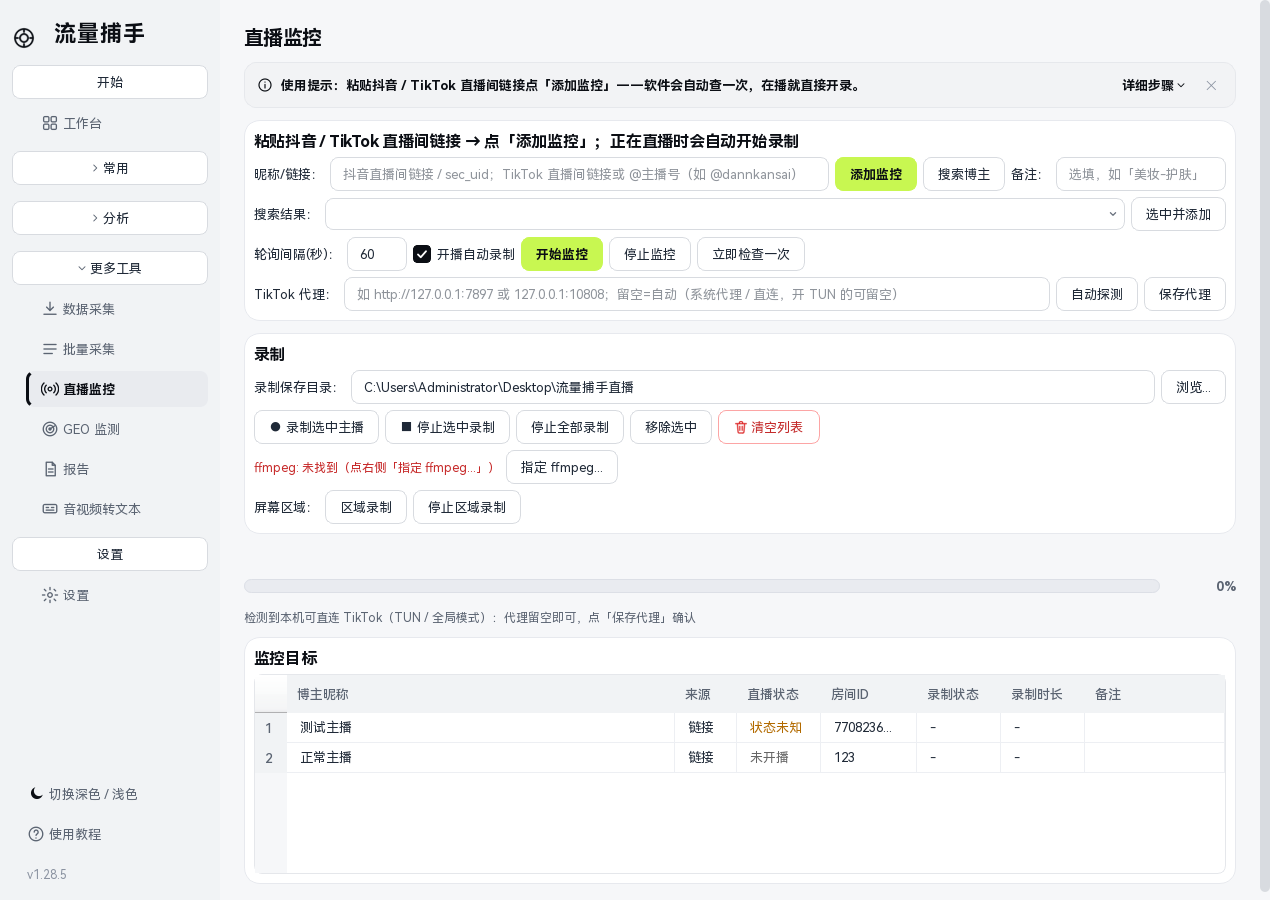 流量捕手
开始
工作台
常用
分析
更多工具
数据采集
批量采集
直播监控
GEO 监测
报告
音视频转文本
设置
设置
切换深色 / 浅色
使用教程
v1.28.5
直播监控
使用提示：粘贴抖音 / TikTok 直播间链接点「添加监控」——软件会自动查一次，在播就直接开录。 详细步骤
粘贴抖音 / TikTok 直播间链接 → 点「添加监控」；正在直播时会自动开始录制
昵称/链接： 抖音直播间链接 / sec_uid；TikTok 直播间链接或 @主播号（如 @dannkansai） 添加监控 搜索博主 备注： 选填，如「美妆-护肤」
搜索结果： 选中并添加
轮询间隔(秒)： 60 开播自动录制 开始监控 停止监控 立即检查一次
TikTok 代理： 如 http://127.0.0.1:7897 或 127.0.0.1:10808；留空=自动（系统代理 / 直连，开 TUN 的可留空） 自动探测 保存代理
录制
录制保存目录： C:\Users\Administrator\Desktop\流量捕手直播 浏览...
录制选中主播 停止选中录制 停止全部录制 移除选中 清空列表
ffmpeg: 未找到（点右侧「指定 ffmpeg...」） 指定 ffmpeg...
屏幕区域： 区域录制 停止区域录制
0%
检测到本机可直连 TikTok（TUN / 全局模式）：代理留空即可，点「保存代理」确认
监控目标
博主昵称 来源 直播状态 房间ID 录制状态 录制时长 备注
1 测试主播 链接 状态未知 7708236... - -
2 正常主播 链接 未开播 123 - -